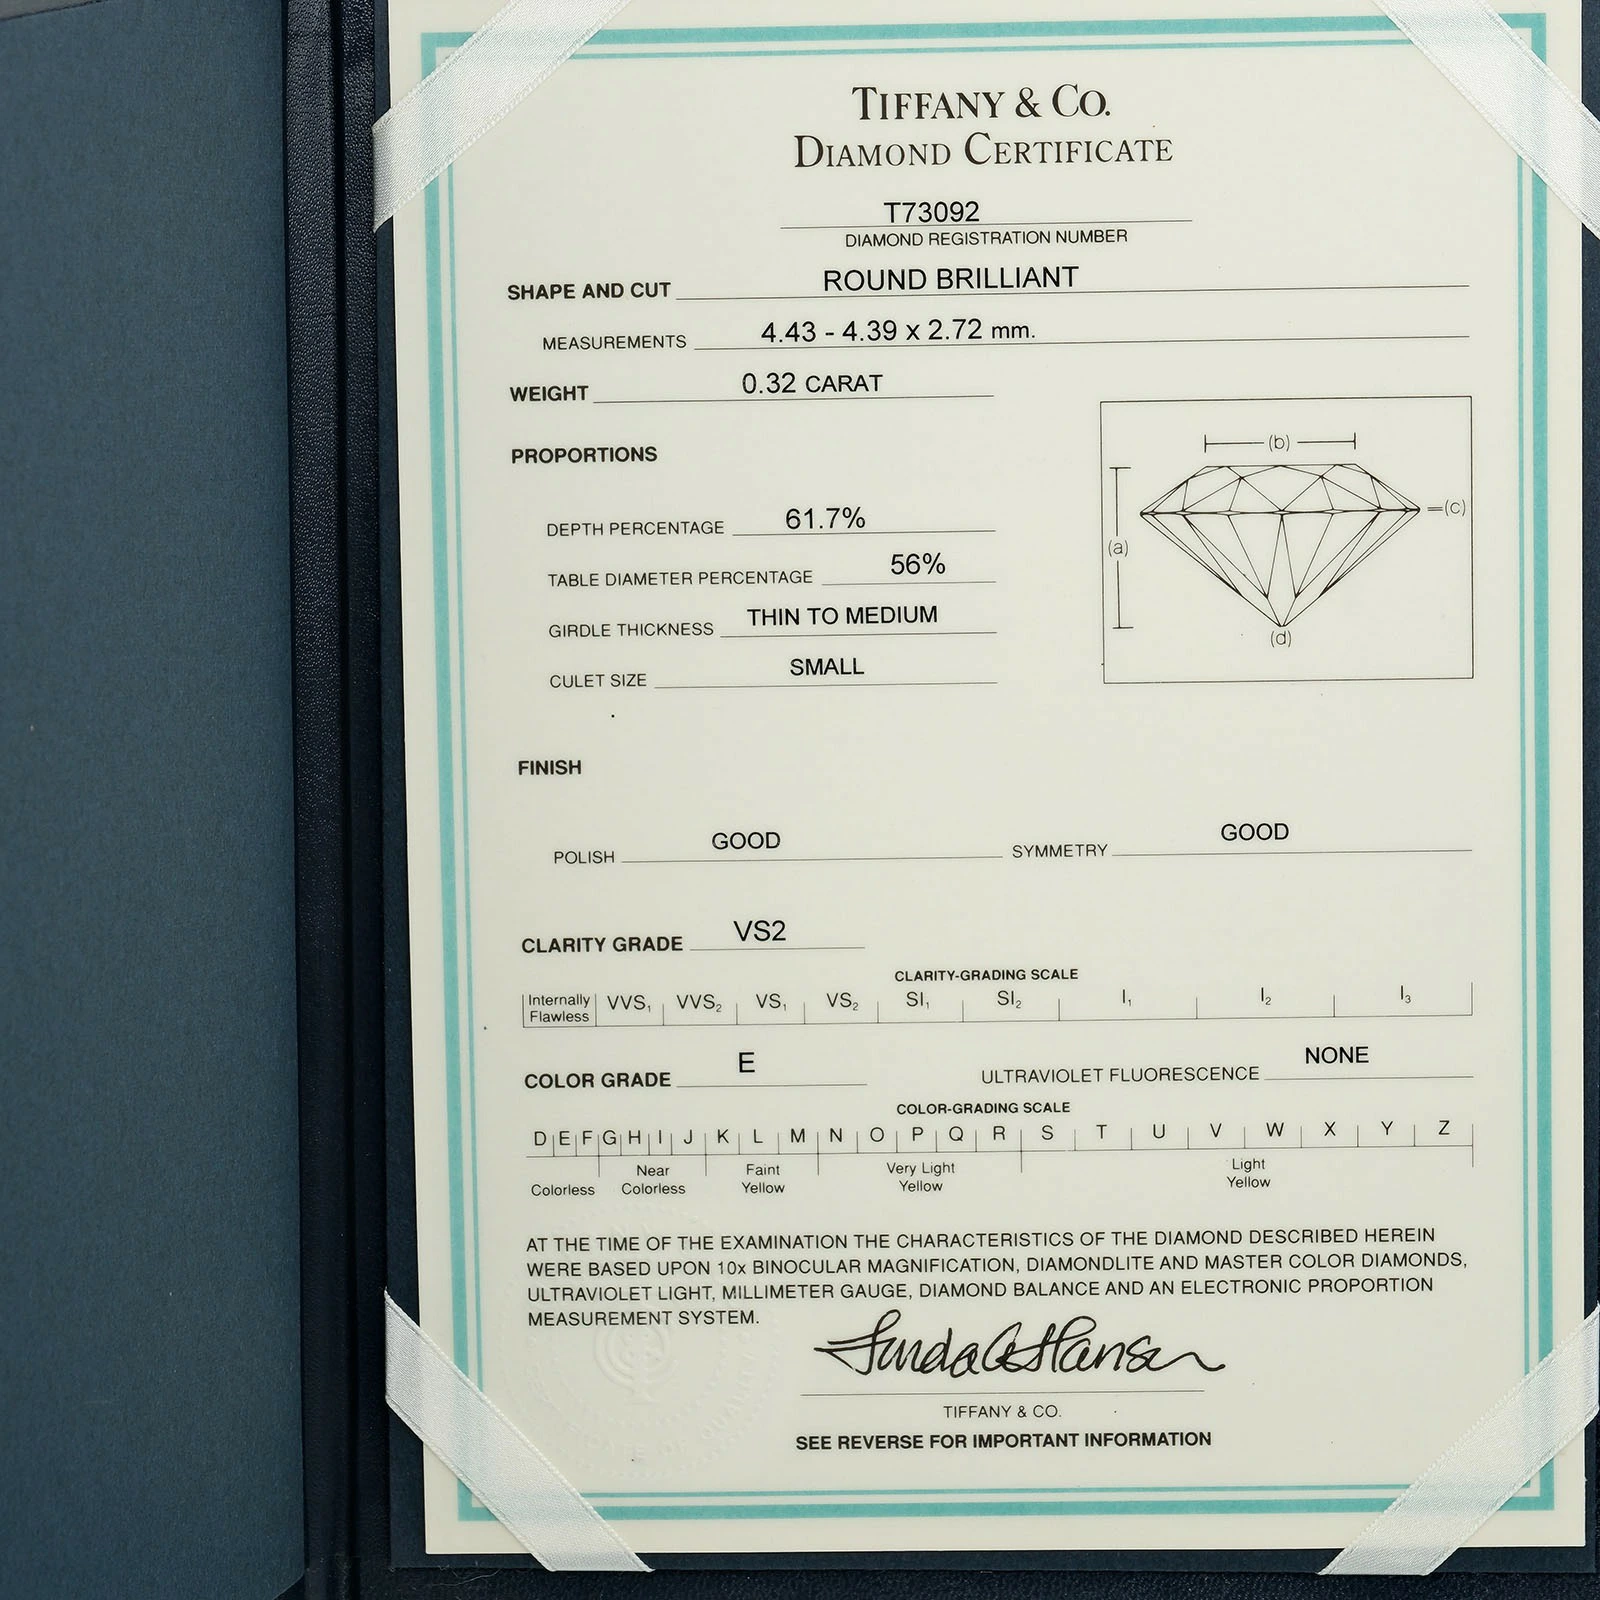 TIFFANY & CO.
DIAMOND CERTIFICATE
T73092
DIAMOND REGISTRATION NUMBER
SHAPE AND CUT ROUND BRILLIANT
MEASUREMENTS 4.43 - 4.39 x 2.72 mm.
WEIGHT 0.32 CARAT
PROPORTIONS
DEPTH PERCENTAGE 61.7%
TABLE DIAMETER PERCENTAGE 56%
GIRDLE THICKNESS THIN TO MEDIUM
CULET SIZE SMALL
(b)
(c)
(a)
(d)
FINISH
POLISH GOOD SYMMETRY GOOD
CLARITY GRADE VS2
CLARITY-GRADING SCALE
Internally Flawless VVS1 VVS2 VS1 VS2 SI1 SI2 I1 I2 I3
COLOR GRADE E ULTRAVIOLET FLUORESCENCE NONE
COLOR-GRADING SCALE
D E F G H I J K L M N O P Q R S T U V W X Y Z
Colorless Near Colorless Faint Yellow Very Light Yellow Light Yellow
AT THE TIME OF THE EXAMINATION THE CHARACTERISTICS OF THE DIAMOND DESCRIBED HEREIN
WERE BASED UPON 10x BINOCULAR MAGNIFICATION, DIAMONDLITE AND MASTER COLOR DIAMONDS,
ULTRAVIOLET LIGHT, MILLIMETER GAUGE, DIAMOND BALANCE AND AN ELECTRONIC PROPORTION
MEASUREMENT SYSTEM.
TIFFANY & CO.
SEE REVERSE FOR IMPORTANT INFORMATION